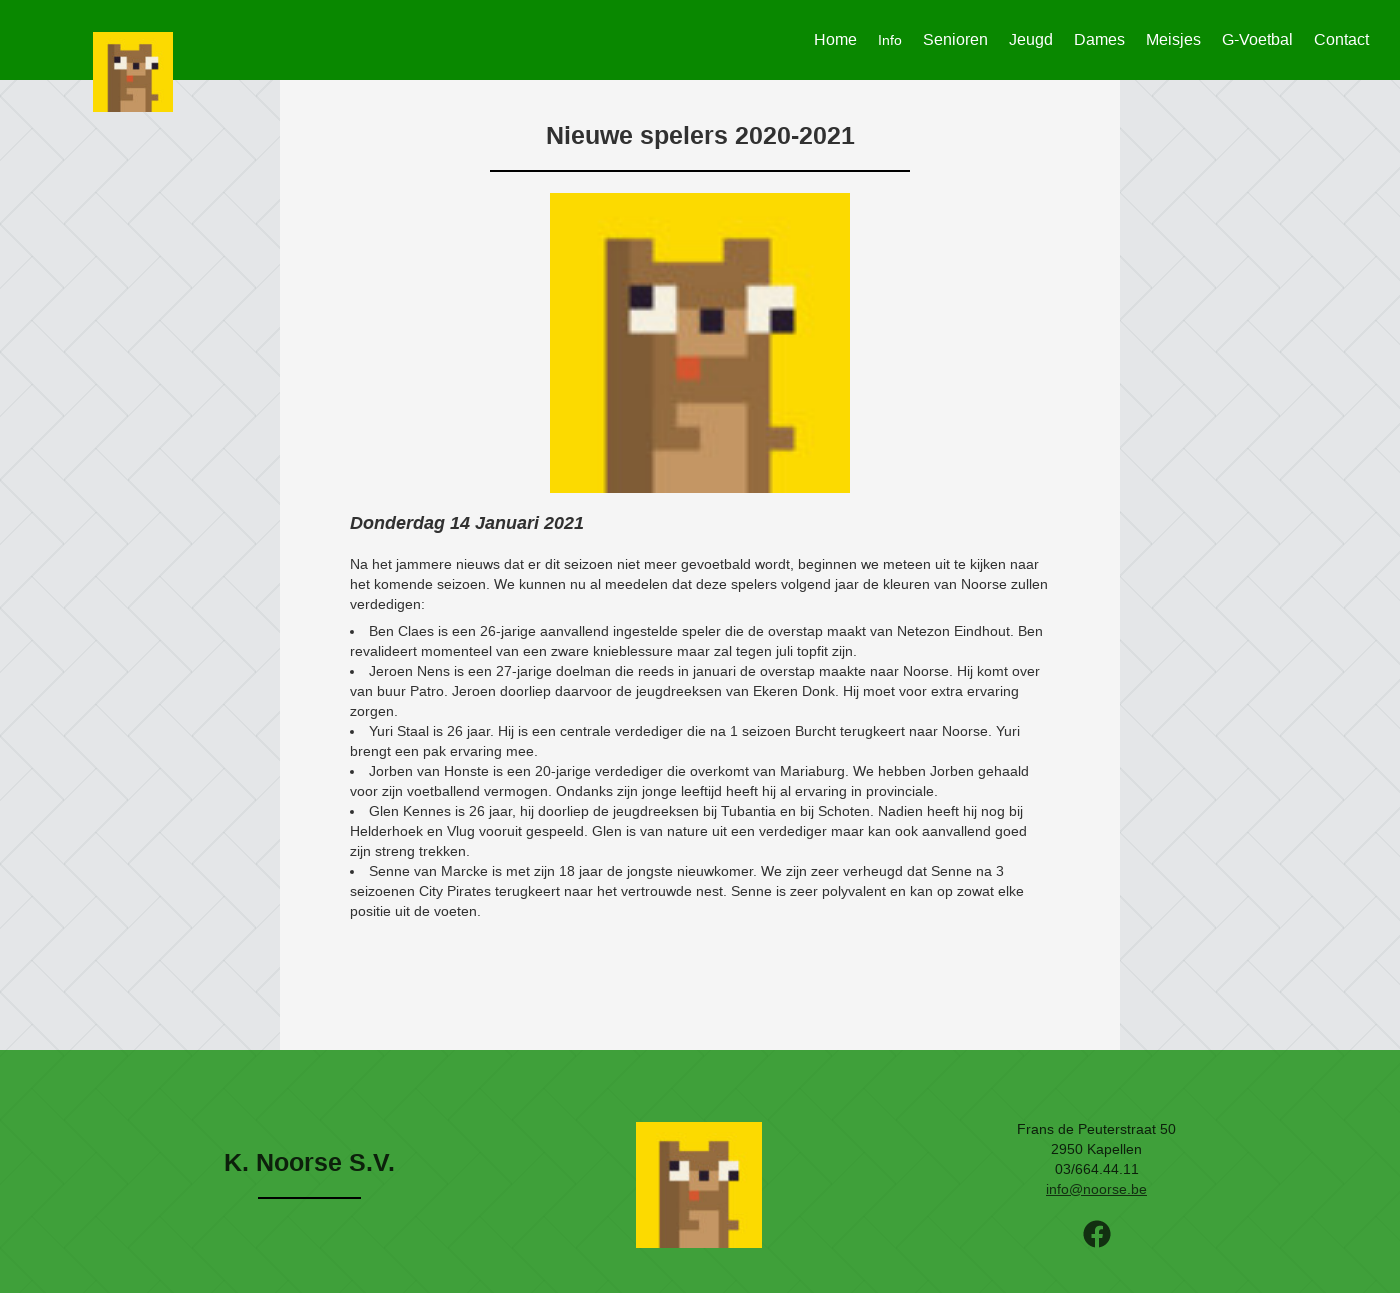 Home Info Senioren Jeugd Dames Meisjes G-Voetbal Contact
Nieuwe spelers 2020-2021
Donderdag 14 Januari 2021
Na het jammere nieuws dat er dit seizoen niet meer gevoetbald wordt, beginnen we meteen uit te kijken naar
het komende seizoen. We kunnen nu al meedelen dat deze spelers volgend jaar de kleuren van Noorse zullen
verdedigen:
• Ben Claes is een 26-jarige aanvallend ingestelde speler die de overstap maakt van Netezon Eindhout. Ben
revalideert momenteel van een zware knieblessure maar zal tegen juli topfit zijn.
• Jeroen Nens is een 27-jarige doelman die reeds in januari de overstap maakte naar Noorse. Hij komt over
van buur Patro. Jeroen doorliep daarvoor de jeugdreeksen van Ekeren Donk. Hij moet voor extra ervaring
zorgen.
• Yuri Staal is 26 jaar. Hij is een centrale verdediger die na 1 seizoen Burcht terugkeert naar Noorse. Yuri
brengt een pak ervaring mee.
• Jorben van Honste is een 20-jarige verdediger die overkomt van Mariaburg. We hebben Jorben gehaald
voor zijn voetballend vermogen. Ondanks zijn jonge leeftijd heeft hij al ervaring in provinciale.
• Glen Kennes is 26 jaar, hij doorliep de jeugdreeksen bij Tubantia en bij Schoten. Nadien heeft hij nog bij
Helderhoek en Vlug vooruit gespeeld. Glen is van nature uit een verdediger maar kan ook aanvallend goed
zijn streng trekken.
• Senne van Marcke is met zijn 18 jaar de jongste nieuwkomer. We zijn zeer verheugd dat Senne na 3
seizoenen City Pirates terugkeert naar het vertrouwde nest. Senne is zeer polyvalent en kan op zowat elke
positie uit de voeten.
K. Noorse S.V.
Frans de Peuterstraat 50
2950 Kapellen
03/664.44.11
info@noorse.be